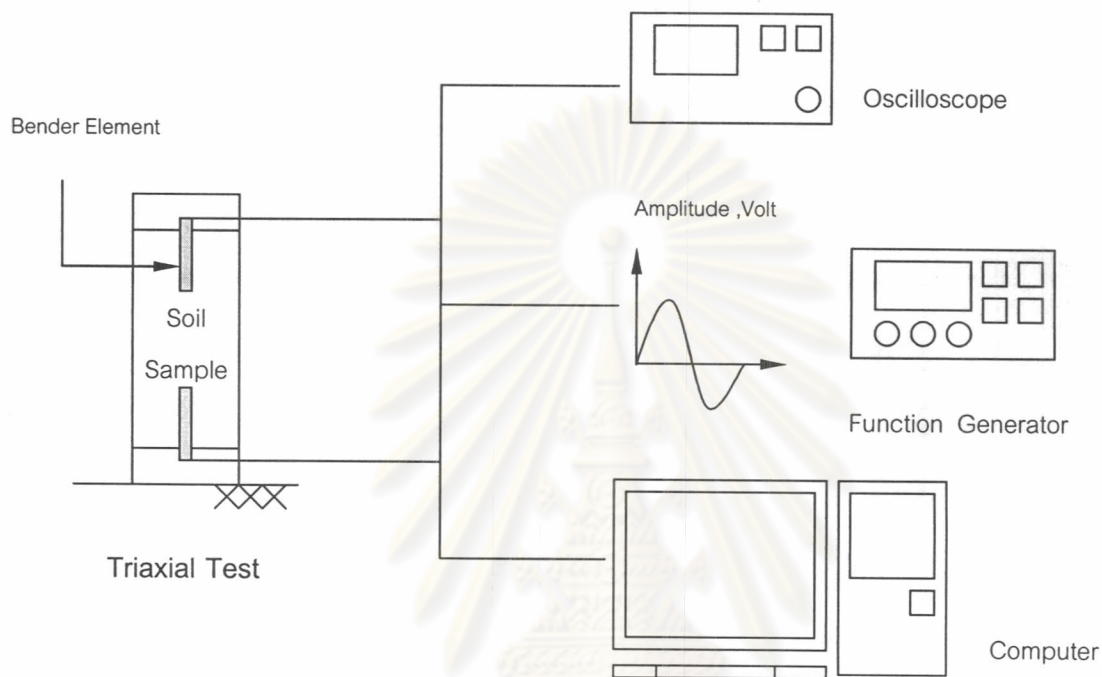 Oscilloscope
Bender Element
Amplitude ,Volt
Soil
Sample
Function Generator
Triaxial Test
Computer